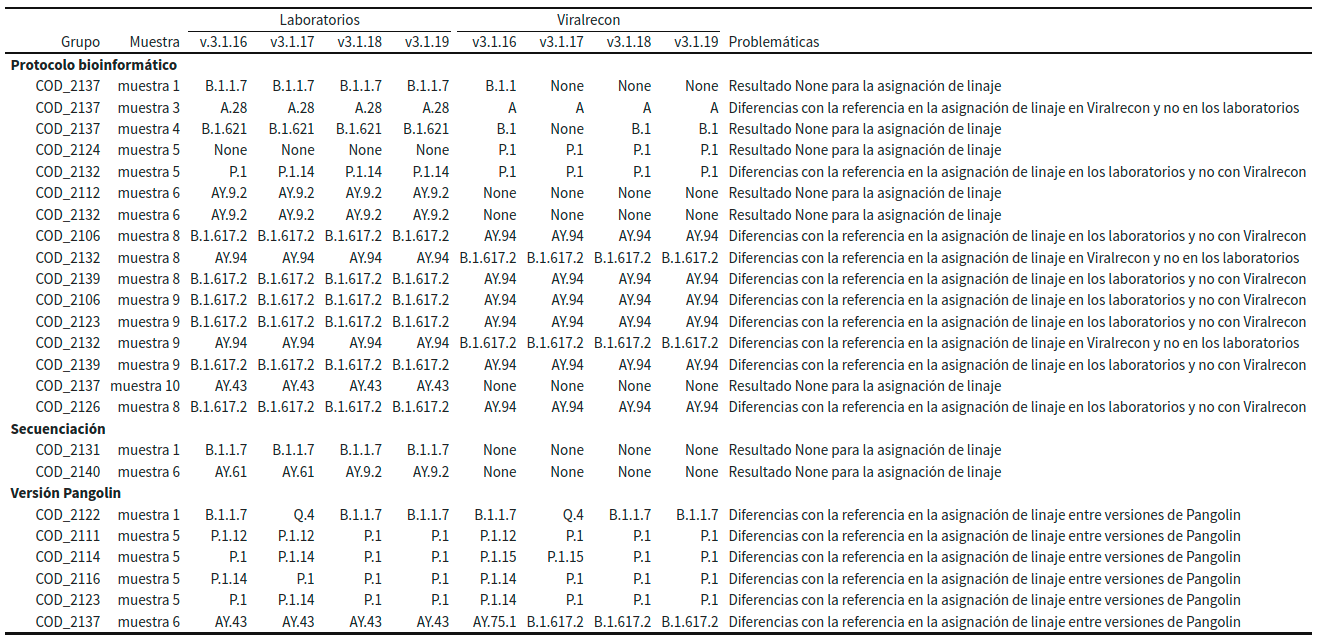 Laboratorios Viralrecon
Grupo Muestra v.3.1.16 v3.1.17 v3.1.18 v3.1.19 v3.1.16 v3.1.17 v3.1.18 v3.1.19 Problemáticas
Protocolo bioinformático
COD_2137 muestra 1 B.1.1.7 B.1.1.7 B.1.1.7 B.1.1.7 B.1.1 None None None Resultado None para la asignación de linaje
COD_2137 muestra 3 A.28 A.28 A.28 A.28 A A A A Diferencias con la referencia en la asignación de linaje en Viralrecon y no en los laboratorios
COD_2137 muestra 4 B.1.621 B.1.621 B.1.621 B.1.621 B.1 None B.1 B.1 Resultado None para la asignación de linaje
COD_2124 muestra 5 None None None None P.1 P.1 P.1 P.1 Resultado None para la asignación de linaje
COD_2132 muestra 5 P.1 P.1.14 P.1.14 P.1.14 P.1 P.1 P.1 P.1 Diferencias con la referencia en la asignación de linaje en los laboratorios y no con Viralrecon
COD_2112 muestra 6 AY.9.2 AY.9.2 AY.9.2 AY.9.2 None None None None Resultado None para la asignación de linaje
COD_2132 muestra 6 AY.9.2 AY.9.2 AY.9.2 AY.9.2 None None None None Resultado None para la asignación de linaje
COD_2106 muestra 8 B.1.617.2 B.1.617.2 B.1.617.2 B.1.617.2 AY.94 AY.94 AY.94 AY.94 Diferencias con la referencia en la asignación de linaje en los laboratorios y no con Viralrecon
COD_2132 muestra 8 AY.94 AY.94 AY.94 AY.94 B.1.617.2 B.1.617.2 B.1.617.2 B.1.617.2 Diferencias con la referencia en la asignación de linaje en Viralrecon y no en los laboratorios
COD_2139 muestra 8 B.1.617.2 B.1.617.2 B.1.617.2 B.1.617.2 AY.94 AY.94 AY.94 AY.94 Diferencias con la referencia en la asignación de linaje en los laboratorios y no con Viralrecon
COD_2106 muestra 9 B.1.617.2 B.1.617.2 B.1.617.2 B.1.617.2 AY.94 AY.94 AY.94 AY.94 Diferencias con la referencia en la asignación de linaje en los laboratorios y no con Viralrecon
COD_2123 muestra 9 B.1.617.2 B.1.617.2 B.1.617.2 B.1.617.2 AY.94 AY.94 AY.94 AY.94 Diferencias con la referencia en la asignación de linaje en los laboratorios y no con Viralrecon
COD_2132 muestra 9 AY.94 AY.94 AY.94 AY.94 B.1.617.2 B.1.617.2 B.1.617.2 B.1.617.2 Diferencias con la referencia en la asignación de linaje en Viralrecon y no en los laboratorios
COD_2139 muestra 9 B.1.617.2 B.1.617.2 B.1.617.2 B.1.617.2 AY.94 AY.94 AY.94 AY.94 Diferencias con la referencia en la asignación de linaje en los laboratorios y no con Viralrecon
COD_2137 muestra 10 AY.43 AY.43 AY.43 AY.43 None None None None Resultado None para la asignación de linaje
COD_2126 muestra 8 B.1.617.2 B.1.617.2 B.1.617.2 B.1.617.2 AY.94 AY.94 AY.94 AY.94 Diferencias con la referencia en la asignación de linaje en los laboratorios y no con Viralrecon
Secuenciación
COD_2131 muestra 1 B.1.1.7 B.1.1.7 B.1.1.7 B.1.1.7 None None None None Resultado None para la asignación de linaje
COD_2140 muestra 6 AY.61 AY.61 AY.9.2 AY.9.2 None None None None Resultado None para la asignación de linaje
Versión Pangolin
COD_2122 muestra 1 B.1.1.7 Q.4 B.1.1.7 B.1.1.7 B.1.1.7 Q.4 B.1.1.7 B.1.1.7 Diferencias con la referencia en la asignación de linaje entre versiones de Pangolin
COD_2111 muestra 5 P.1.12 P.1.12 P.1 P.1 P.1.12 P.1 P.1 P.1 Diferencias con la referencia en la asignación de linaje entre versiones de Pangolin
COD_2114 muestra 5 P.1 P.1.14 P.1 P.1 P.1.15 P.1.15 P.1 P.1 Diferencias con la referencia en la asignación de linaje entre versiones de Pangolin
COD_2116 muestra 5 P.1.14 P.1 P.1 P.1 P.1.14 P.1 P.1 P.1 Diferencias con la referencia en la asignación de linaje entre versiones de Pangolin
COD_2123 muestra 5 P.1 P.1.14 P.1 P.1 P.1.14 P.1 P.1 P.1 Diferencias con la referencia en la asignación de linaje entre versiones de Pangolin
COD_2137 muestra 6 AY.43 AY.43 AY.43 AY.43 AY.75.1 B.1.617.2 B.1.617.2 B.1.617.2 Diferencias con la referencia en la asignación de linaje entre versiones de Pangolin